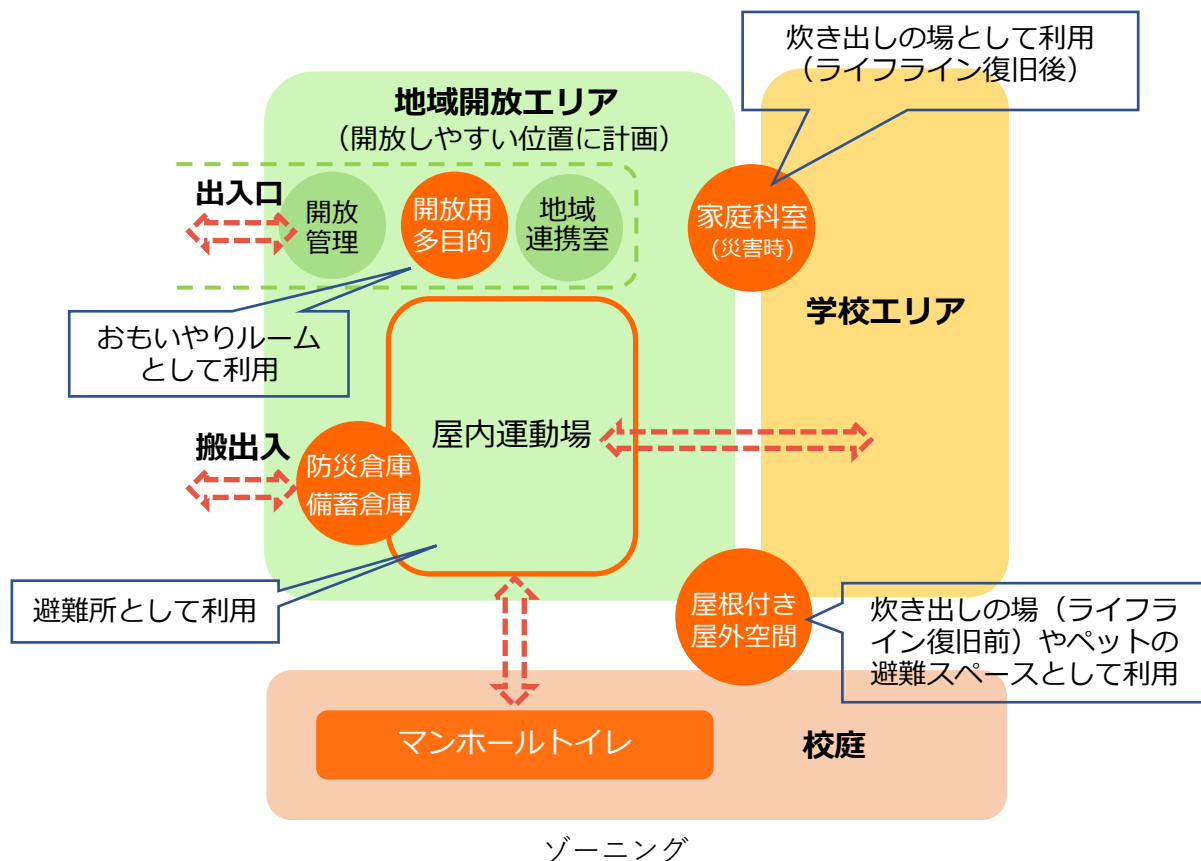 炊き出しの場として利用
（ライフライン復旧後）
地域開放エリア
（開放しやすい位置に計画）
出入口
開放
管理
開放用
多目的
地域
連携室
家庭科室
(災害時)
学校エリア
おもいやりルーム
として利用
屋内運動場
搬出入
防災倉庫
備蓄倉庫
避難所として利用
屋根付き
屋外空間
炊き出しの場（ライフラ
イン復旧前）やペットの
避難スペースとして利用
マンホールトイレ
校庭
ゾーニング